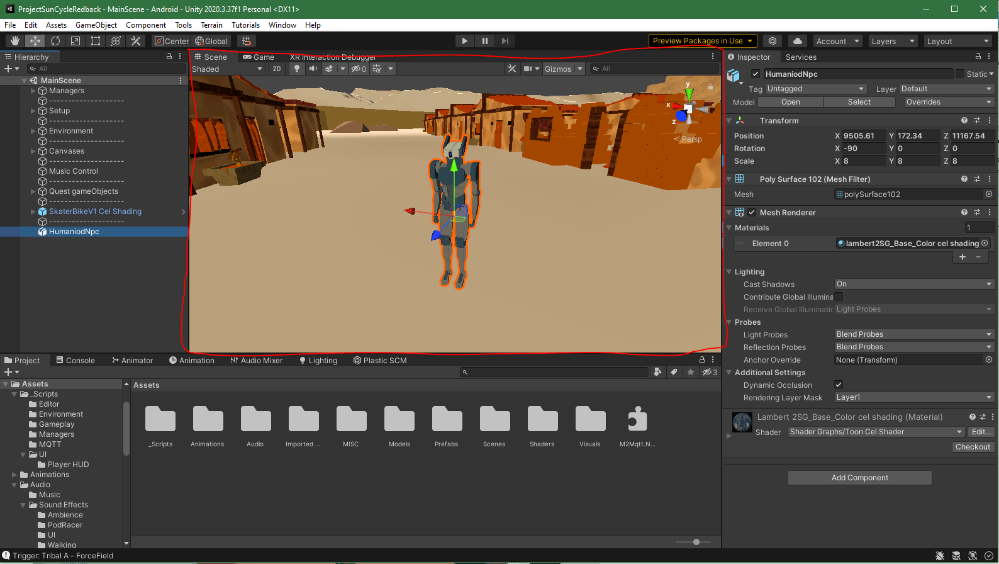 ProjectSunCycleRedback - MainScene - Android - Unity 2020.3.37f1 Personal <DX11>
File Edit Assets GameObject Component Tools Terrain Tutorials Window Help
Center Global Preview Packages in Use Account Layers Layout
Hierarchy
All
MainScene
Managers
--------------------
Setup
--------------------
Environment
--------------------
Canvases
--------------------
Music Control
--------------------
Quest gameObjects
--------------------
SkaterBikeV1 Cel Shading
--------------------
HumaniodNpc
Scene Game XR Interaction Debugger
Shaded 2D 0 Gizmos All
y
x
z
Persp
Inspector Services
HumaniodNpc Static
Tag Untagged Layer Default
Model Open Select Overrides
Transform
Position X 9505.61 Y 172.34 Z 11167.54
Rotation X -90 Y 0 Z 0
Scale X 8 Y 8 Z 8
Poly Surface 102 (Mesh Filter)
Mesh polySurface102
Mesh Renderer
Materials 1
Element 0 lambert2SG_Base_Color cel shading
+ −
Lighting
Cast Shadows On
Contribute Global Illumina
Receive Global Illuminatic Light Probes
Probes
Light Probes Blend Probes
Reflection Probes Blend Probes
Anchor Override None (Transform)
Additional Settings
Dynamic Occlusion
Rendering Layer Mask Layer1
Lambert 2SG_Base_Color cel shading (Material)
Shader Shader Graphs/Toon Cel Shader Edit...
Checkout
Add Component
Project Console Animator Animation Audio Mixer Lighting Plastic SCM
3
Assets
_Scripts
Editor
Environment
Gameplay
Managers
MQTT
UI
Player HUD
Animations
Audio
Music
Sound Effects
Ambience
PodRacer
UI
Walking
Assets
_Scripts Animations Audio Imported ... MISC Models Prefabs Scenes Shaders Visuals M2Mqtt.N...
Trigger: Tribal A - ForceField